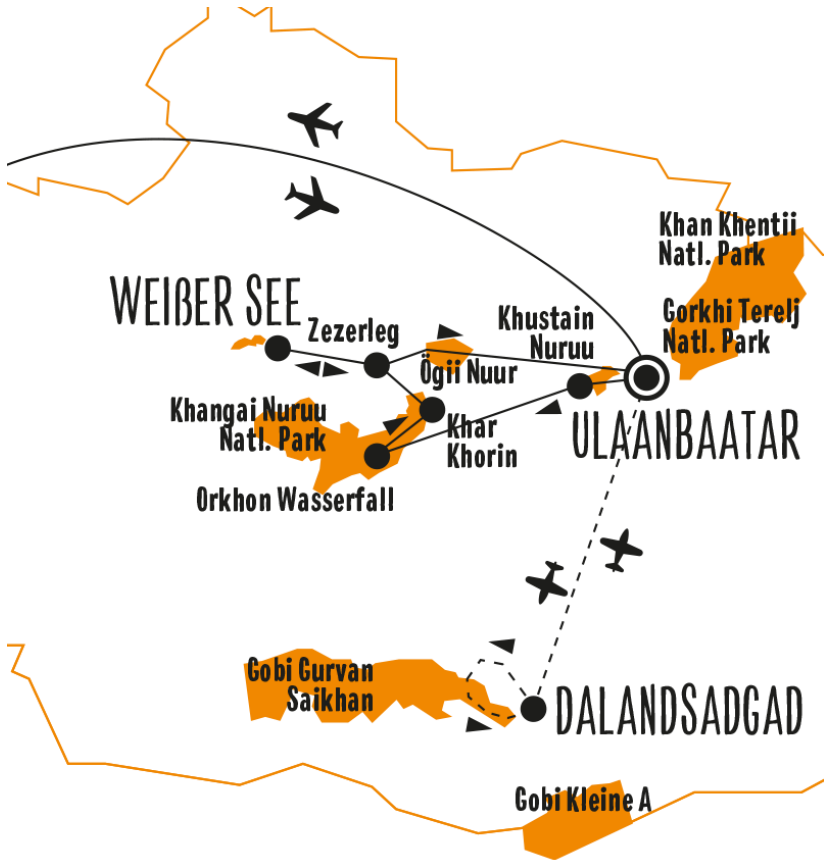 Khan Khentii
Natl. Park
WEIßER SEE
Zezerleg
Khustain
Nuruu
Gorkhi Terelj
Natl. Park
Ögii Nuur
Khangai Nuruu
Natl. Park
Khar
Khorin
ULAANBAATAR
Orkhon Wasserfall
Gobi Gurvan
Saikhan
DALANDSADGAD
Gobi Kleine A